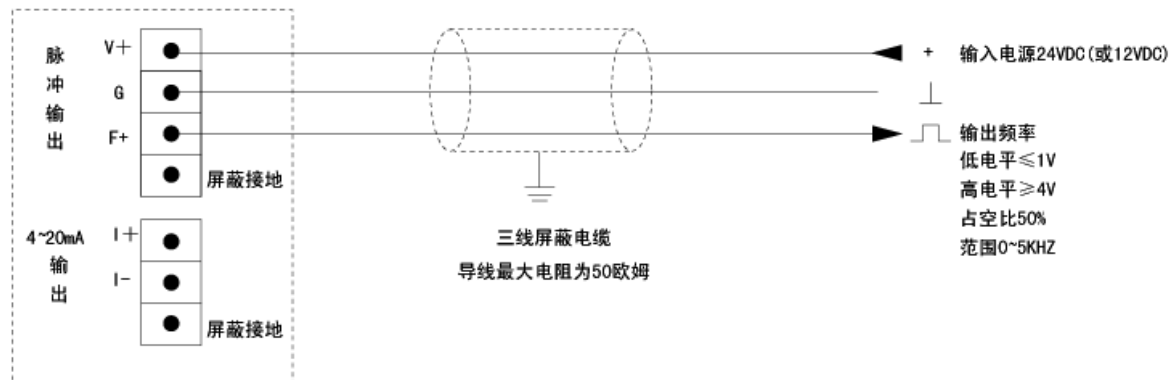 脉冲输出
V+
G
F+
屏蔽接地
4~20mA
输出
I+
I-
屏蔽接地
三线屏蔽电缆
导线最大电阻为50欧姆
+ 输入电源24VDC(或12VDC)
输出频率
低电平≤1V
高电平≥4V
占空比50%
范围0~5KHZ